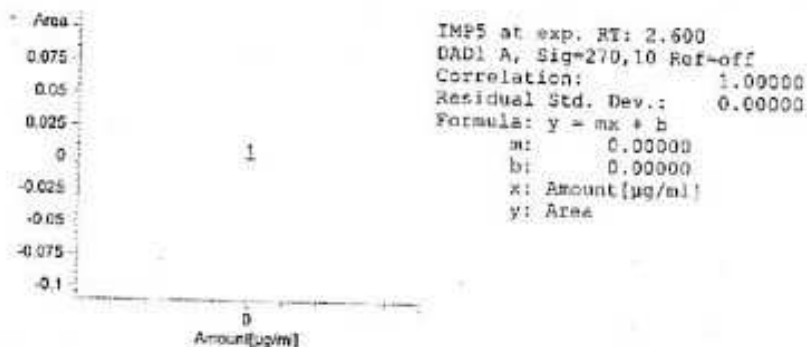 Area
0.075
0.05
0.025
0
-0.025
-0.05
-0.075
-0.1
1
0
Amount[µg/ml]
IMP5 at exp. RT: 2.600
DAD1 A, Sig=270,10 Ref=off
Correlation: 1.00000
Residual Std. Dev.: 0.00000
Formula: y = mx + b
m: 0.00000
b: 0.00000
x: Amount[µg/ml]
y: Area